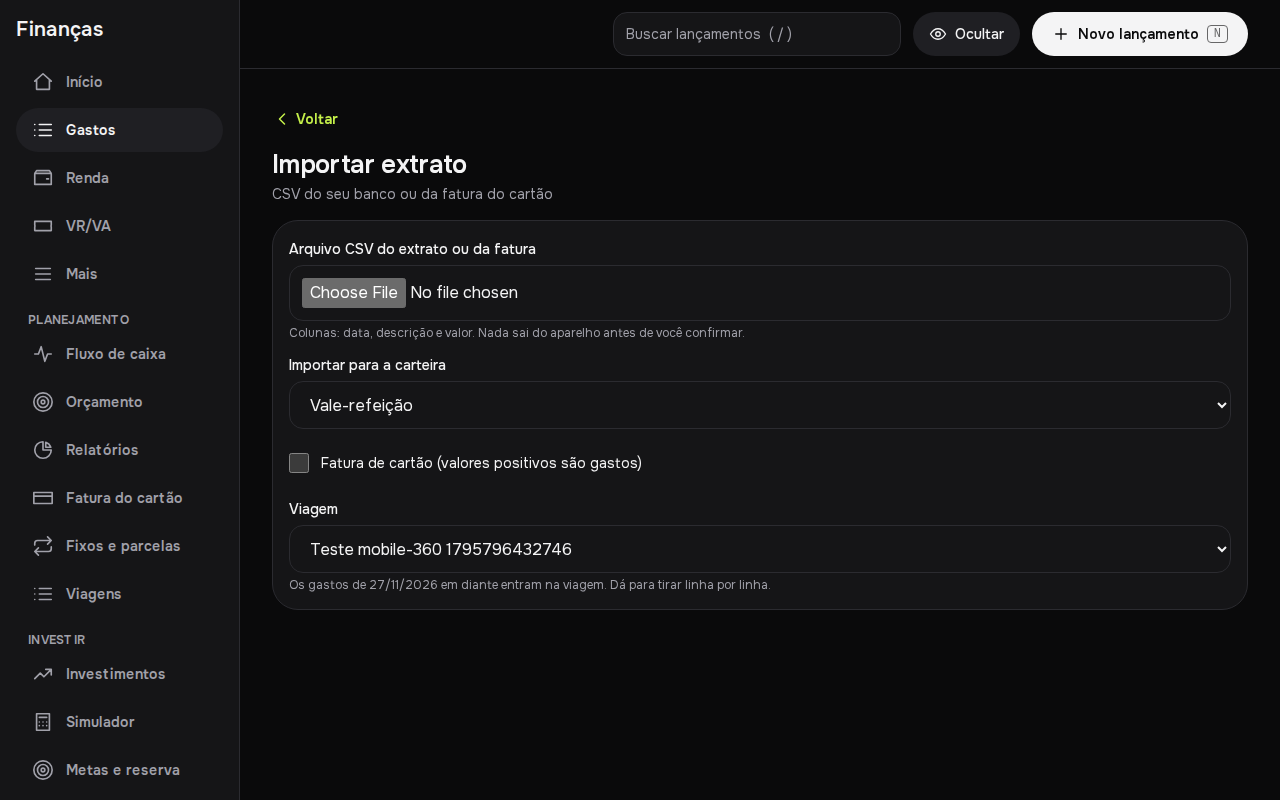 Finanças
Buscar lançamentos ( / )
Ocultar
Novo lançamento
N
Início
Gastos
Renda
VR/VA
Mais
PLANEJAMENTO
Fluxo de caixa
Orçamento
Relatórios
Fatura do cartão
Fixos e parcelas
Viagens
INVESTIR
Investimentos
Simulador
Metas e reserva
Voltar
Importar extrato
CSV do seu banco ou da fatura do cartão
Arquivo CSV do extrato ou da fatura
Choose File No file chosen
Colunas: data, descrição e valor. Nada sai do aparelho antes de você confirmar.
Importar para a carteira
Vale-refeição
Fatura de cartão (valores positivos são gastos)
Viagem
Teste mobile-360 1795796432746
Os gastos de 27/11/2026 em diante entram na viagem. Dá para tirar linha por linha.